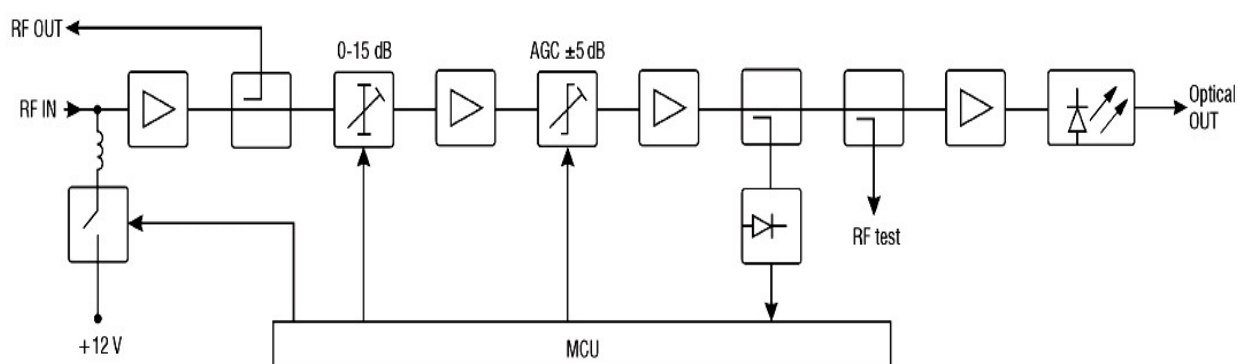 RF OUT
0-15 dB
AGC ±5 dB
RF IN
Optical
OUT
RF test
+12 V
MCU